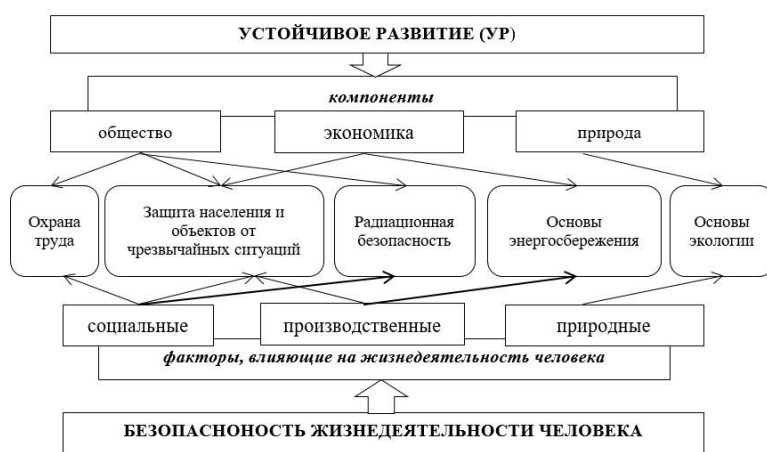 УСТОЙЧИВОЕ РАЗВИТИЕ (УР)
компоненты
общество
экономика
природа
Охрана
труда
Защита населения и
объектов от
чрезвычайных ситуаций
Радиационная
безопасность
Основы
энергосбережения
Основы
экологии
социальные
производственные
природные
факторы, влияющие на жизнедеятельность человека
БЕЗОПАСНОНОСТЬ ЖИЗНЕДЕЯТЕЛЬНОСТИ ЧЕЛОВЕКА